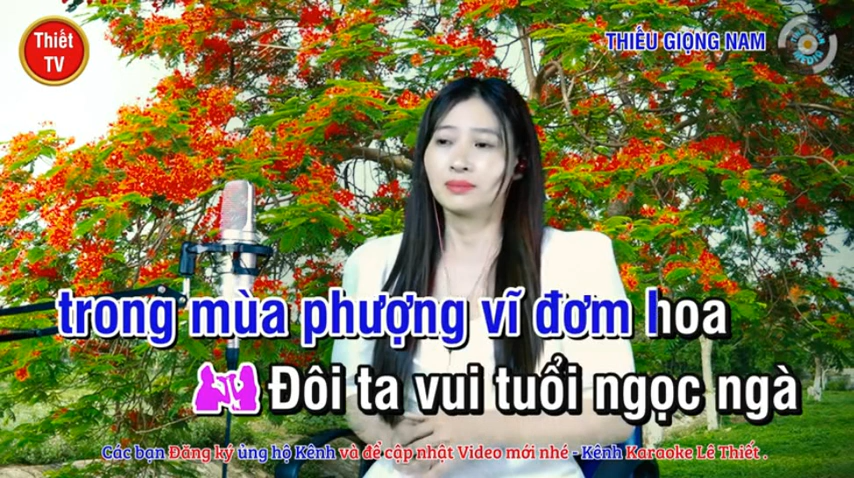 Thiết
TV
THIẾU GIỌNG NAM
MEDIA
trong mùa phượng vĩ đơm hoa
Đôi ta vui tuổi ngọc ngà
Các bạn Đăng ký ủng hộ Kênh và để cập nhật Video mới nhé - Kênh Karaoke Lê Thiết .